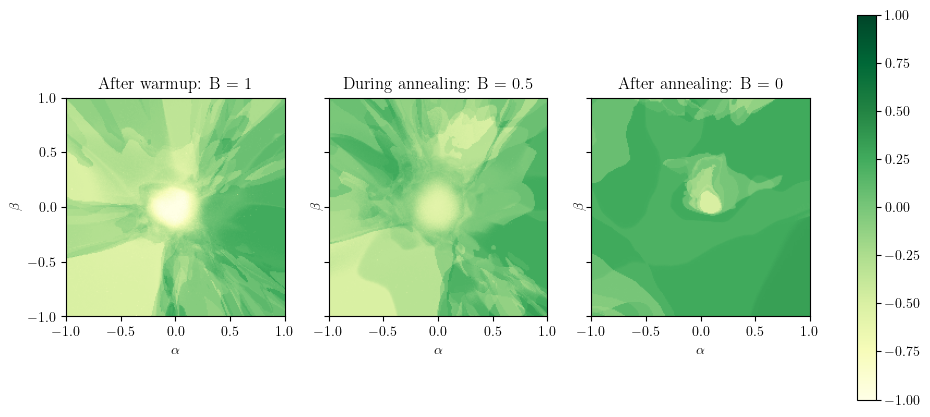 After warmup: B = 1
During annealing: B = 0.5
After annealing: B = 0
1.0
0.5
0.0
−0.5
−1.0
β
−1.0 −0.5 0.0 0.5 1.0
α
β
−1.0 −0.5 0.0 0.5 1.0
α
β
−1.0 −0.5 0.0 0.5 1.0
α
1.00
0.75
0.50
0.25
0.00
−0.25
−0.50
−0.75
−1.00